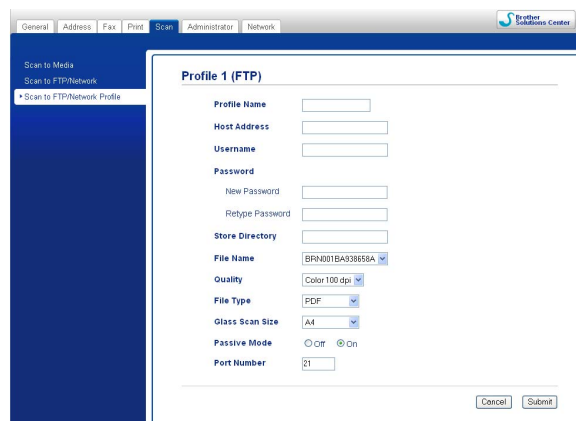 General Address Fax Print Scan Administrator Network
Brother
Solutions Center
Scan to Media
Scan to FTP/Network
Scan to FTP/Network Profile
Profile 1 (FTP)
Profile Name
Host Address
Username
Password
New Password
Retype Password
Store Directory
File Name BRN001BA938658A
Quality Color 100 dpi
File Type PDF
Glass Scan Size A4
Passive Mode Off On
Port Number 21
Cancel Submit